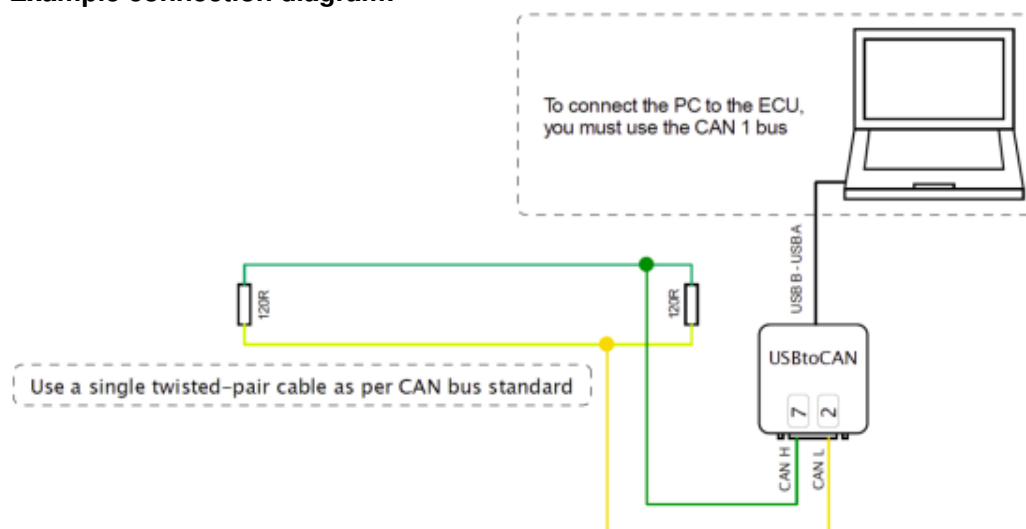 Example connection diagram:
To connect the PC to the ECU,
you must use the CAN 1 bus
USB B - USB A
120R
120R
USBtoCAN
Use a single twisted-pair cable as per CAN bus standard
7
2
CAN H
CAN L